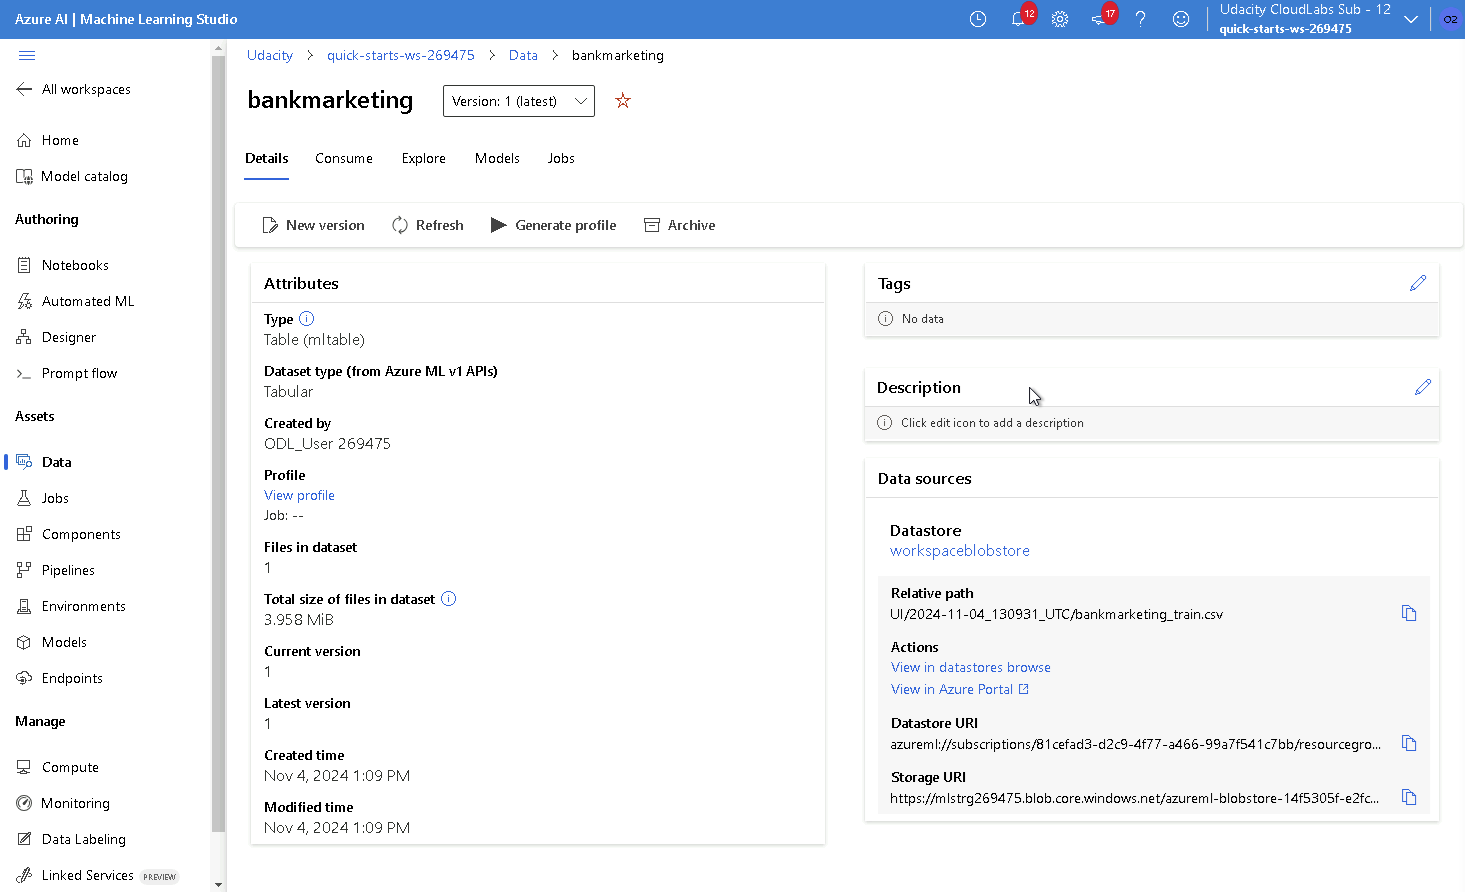 Azure AI | Machine Learning Studio
12
17
Udacity CloudLabs Sub - 12
quick-starts-ws-269475
O2
All workspaces
Home
Model catalog
Authoring
Notebooks
Automated ML
Designer
Prompt flow
Assets
Data
Jobs
Components
Pipelines
Environments
Models
Endpoints
Manage
Compute
Monitoring
Data Labeling
Linked Services PREVIEW
Udacity > quick-starts-ws-269475 > Data > bankmarketing
bankmarketing
Version: 1 (latest)
Details Consume Explore Models Jobs
New version Refresh Generate profile Archive
Attributes
Type
Table (mltable)
Dataset type (from Azure ML v1 APIs)
Tabular
Created by
ODL_User 269475
Profile
View profile
Job: --
Files in dataset
1
Total size of files in dataset
3.958 MiB
Current version
1
Latest version
1
Created time
Nov 4, 2024 1:09 PM
Modified time
Nov 4, 2024 1:09 PM
Tags
No data
Description
Click edit icon to add a description
Data sources
Datastore
workspaceblobstore
Relative path
UI/2024-11-04_130931_UTC/bankmarketing_train.csv
Actions
View in datastores browse
View in Azure Portal
Datastore URI
azureml://subscriptions/81cefad3-d2c9-4f77-a466-99a7f541c7bb/resourcegro...
Storage URI
https://mlstrg269475.blob.core.windows.net/azureml-blobstore-14f5305f-e2fc...